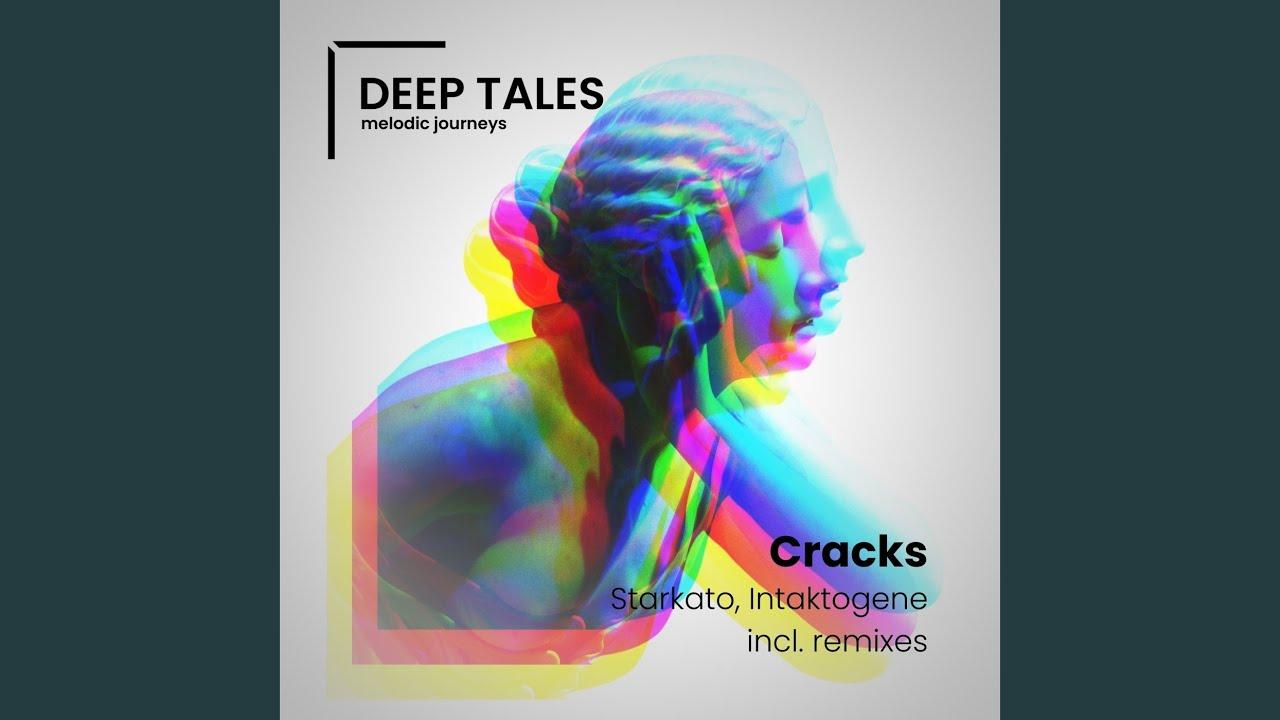 DEEP TALES
melodic journeys
Cracks
Starkato, Intaktogene
incl. remixes